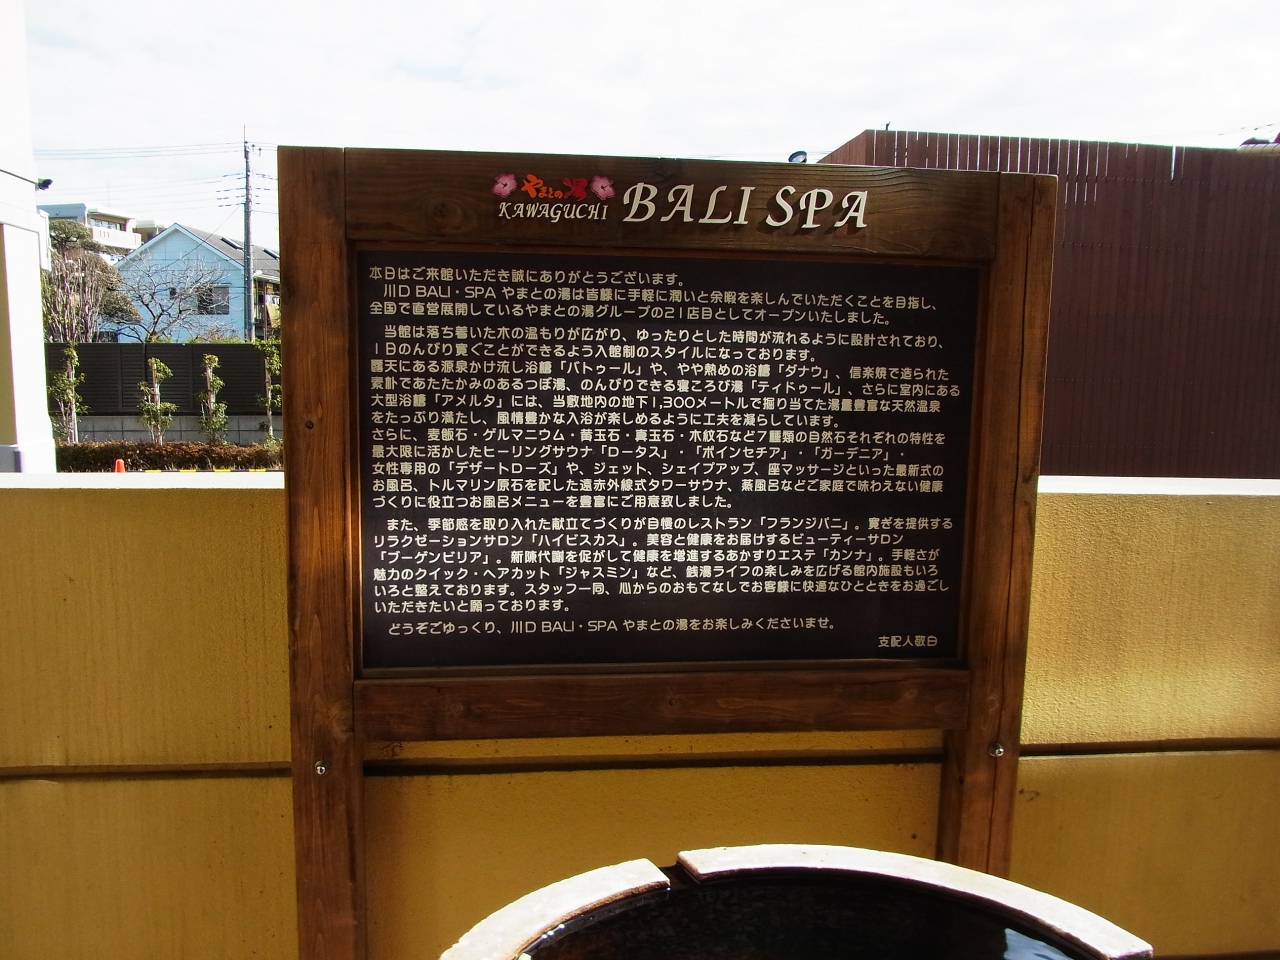 やまとの湯
KAWAGUCHI BALI SPA
本日はご来館いただき誠にありがとうございます。
川口 BALI・SPA やまとの湯は皆様に手軽に潤いと余暇を楽しんでいただくことを目指し、
全国で直営展開しているやまとの湯グループの21店目としてオープンいたしました。
当館は落ち着いた木の温もりが広がり、ゆったりとした時間が流れるように設計されており、
1日のんびり寛ぐことができるよう入館制のスタイルになっております。
露天にある源泉かけ流し浴槽「バトゥール」や、やや熱めの浴槽「ダナウ」、信楽焼で造られた
素朴であたたかみのあるつぼ湯、のんびりできる寝ころび湯「ティドゥール」、さらに室内にある
大型浴槽「アメルタ」には、当敷地内の地下1,300メートルで掘り当てた湯量豊富な天然温泉
をたっぷり満たし、風情豊かな入浴が楽しめるように工夫を凝らしています。
さらに、麦飯石・ゲルマニウム・黄玉石・真玉石・木紋石など7種類の自然石それぞれの特性を
最大限に活かしたヒーリングサウナ「ロータス」・「ポインセチア」・「ガーデニア」・
女性専用の「デザートローズ」や、ジェット、シェイプアップ、座マッサージといった最新式の
お風呂、トルマリン原石を配した遠赤外線式タワーサウナ、蒸風呂などご家庭で味わえない健康
づくりに役立つお風呂メニューを豊富にご用意致しました。
また、季節感を取り入れた献立てづくりが自慢のレストラン「フランジパニ」。寛ぎを提供する
リラクゼーションサロン「ハイビスカス」。美容と健康をお届けするビューティーサロン
「ブーゲンビリア」。新陳代謝を促がして健康を増進するあかすりエステ「カンナ」。手軽さが
魅力のクイック・ヘアカット「ジャスミン」など、銭湯ライフの楽しみを広げる館内施設もいろ
いろと整えております。スタッフ一同、心からのおもてなしでお客様に快適なひとときをお過ごし
いただきたいと願っております。
どうぞごゆっくり、川口 BALI・SPA やまとの湯をお楽しみくださいませ。
支配人敬白